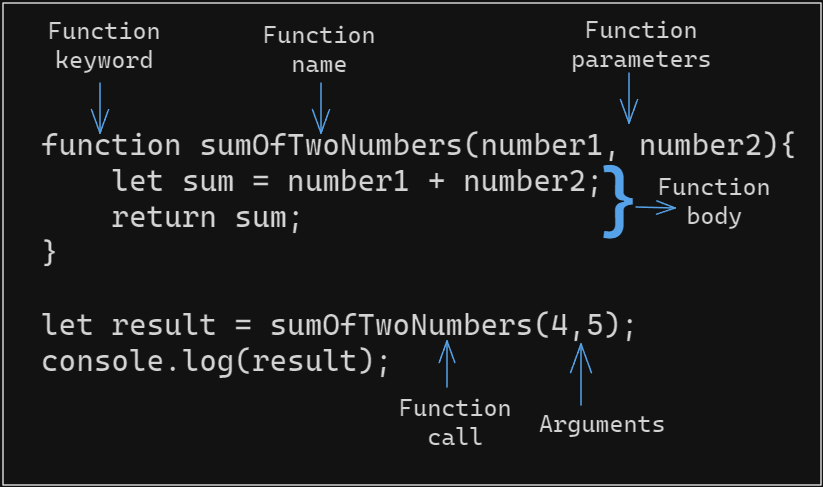 Function
keyword
Function
name
Function
parameters
function sumOfTwoNumbers(number1, number2){
let sum = number1 + number2;
return sum;
}
Function
body
let result = sumOfTwoNumbers(4,5);
console.log(result);
Function
call
Arguments